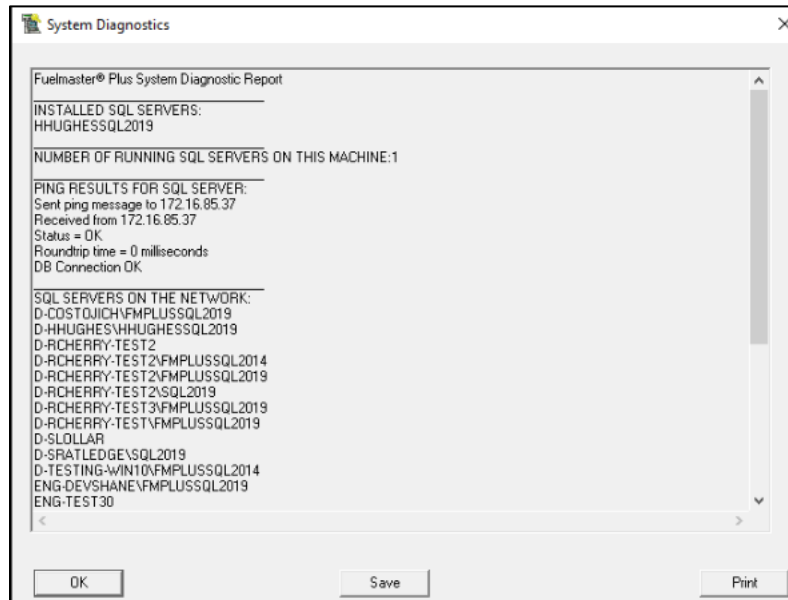 System Diagnostics
Fuelmaster® Plus System Diagnostic Report
INSTALLED SQL SERVERS:
HHUGHESSQL2019
NUMBER OF RUNNING SQL SERVERS ON THIS MACHINE:1
PING RESULTS FOR SQL SERVER:
Sent ping message to 172.16.85.37
Received from 172.16.85.37
Status = OK
Roundtrip time = 0 milliseconds
DB Connection OK
SQL SERVERS ON THE NETWORK:
D-COSTOJICH\FMPLUSSQL2019
D-HHUGHES\HHUGHESSQL2019
D-RCHERRY-TEST2
D-RCHERRY-TEST2\FMPLUSSQL2014
D-RCHERRY-TEST2\FMPLUSSQL2019
D-RCHERRY-TEST2\SQL2019
D-RCHERRY-TEST3\FMPLUSSQL2019
D-RCHERRY-TEST\FMPLUSSQL2019
D-SLOLLAR
D-SRATLEDGE\SQL2019
D-TESTING-WIN10\FMPLUSSQL2014
ENG-DEVSHANE\FMPLUSSQL2019
ENG-TEST30
OK
Save
Print